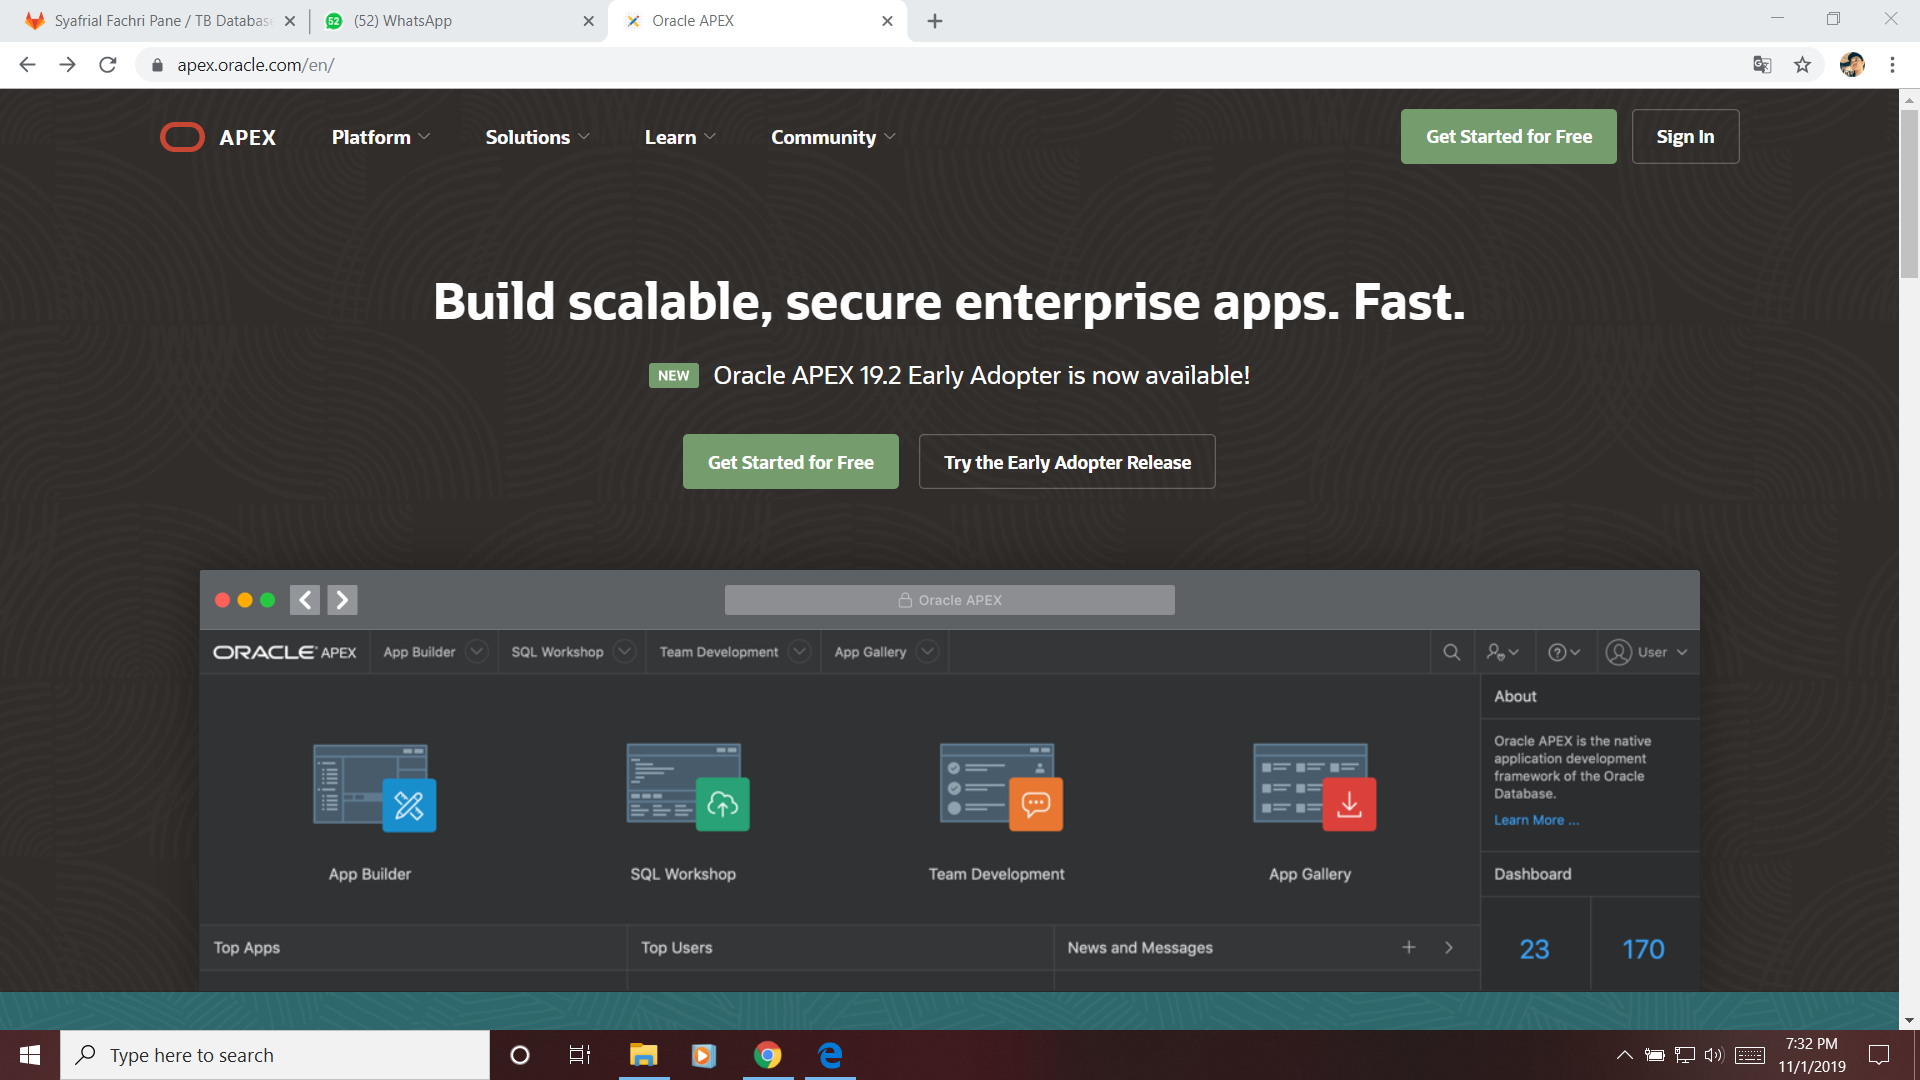 Syafrial Fachri Pane / TB Databas
(52) WhatsApp
Oracle APEX
apex.oracle.com/en/
APEX
Platform
Solutions
Learn
Community
Get Started for Free
Sign In
Build scalable, secure enterprise apps. Fast.
NEW Oracle APEX 19.2 Early Adopter is now available!
Get Started for Free
Try the Early Adopter Release
Oracle APEX
ORACLE APEX
App Builder
SQL Workshop
Team Development
App Gallery
User
About
Oracle APEX is the native
application development
framework of the Oracle
Database.
Learn More ...
App Builder
SQL Workshop
Team Development
App Gallery
Dashboard
Top Apps
Top Users
News and Messages
23
170
Type here to search
7:32 PM
11/1/2019